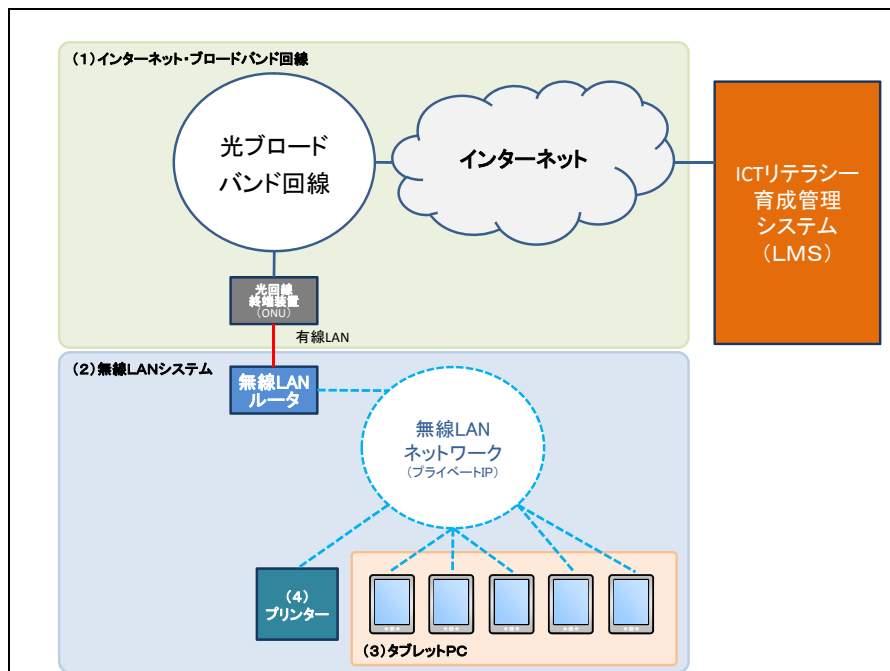 (1)インターネット・ブロードバンド回線
光ブロード
バンド回線
インターネット
ICTリテラシー
育成管理
システム
(LMS)
光回線
終端装置
(ONU)
有線LAN
(2)無線LANシステム
無線LAN
ルータ
無線LAN
ネットワーク
(プライベートIP)
(4)
プリンター
(3)タブレットPC